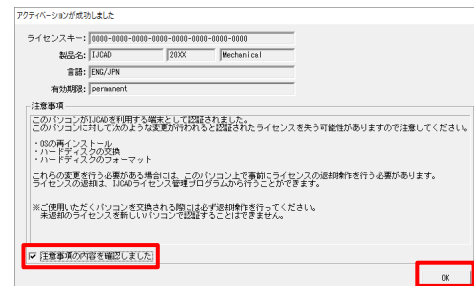 アクティベーションが成功しました
ライセンスキー: 0000-0000-0000-0000-0000-0000-0000-0000
製品名: IJCAD 20XX Mechanical
言語: ENG/JPN
有効期限: permanent
注意事項
このパソコンがIJCADを利用する端末として認証されました。
このパソコンに対して次のような変更が行われると認証されたライセンスを失う可能性がありますので注意してください。
・OSの再インストール
・ハードディスクの交換
・ハードディスクのフォーマット
これらの変更を行う必要がある場合には、このパソコン上で事前にライセンスの返却操作を行う必要があります。
ライセンスの返却は、IJCADライセンス管理プログラムから行うことができます。
※ご使用いただくパソコンを交換される際には必ず返却操作を行ってください。
未返却のライセンスを新しいパソコンで認証することはできません。
注意事項の内容を確認しました
OK